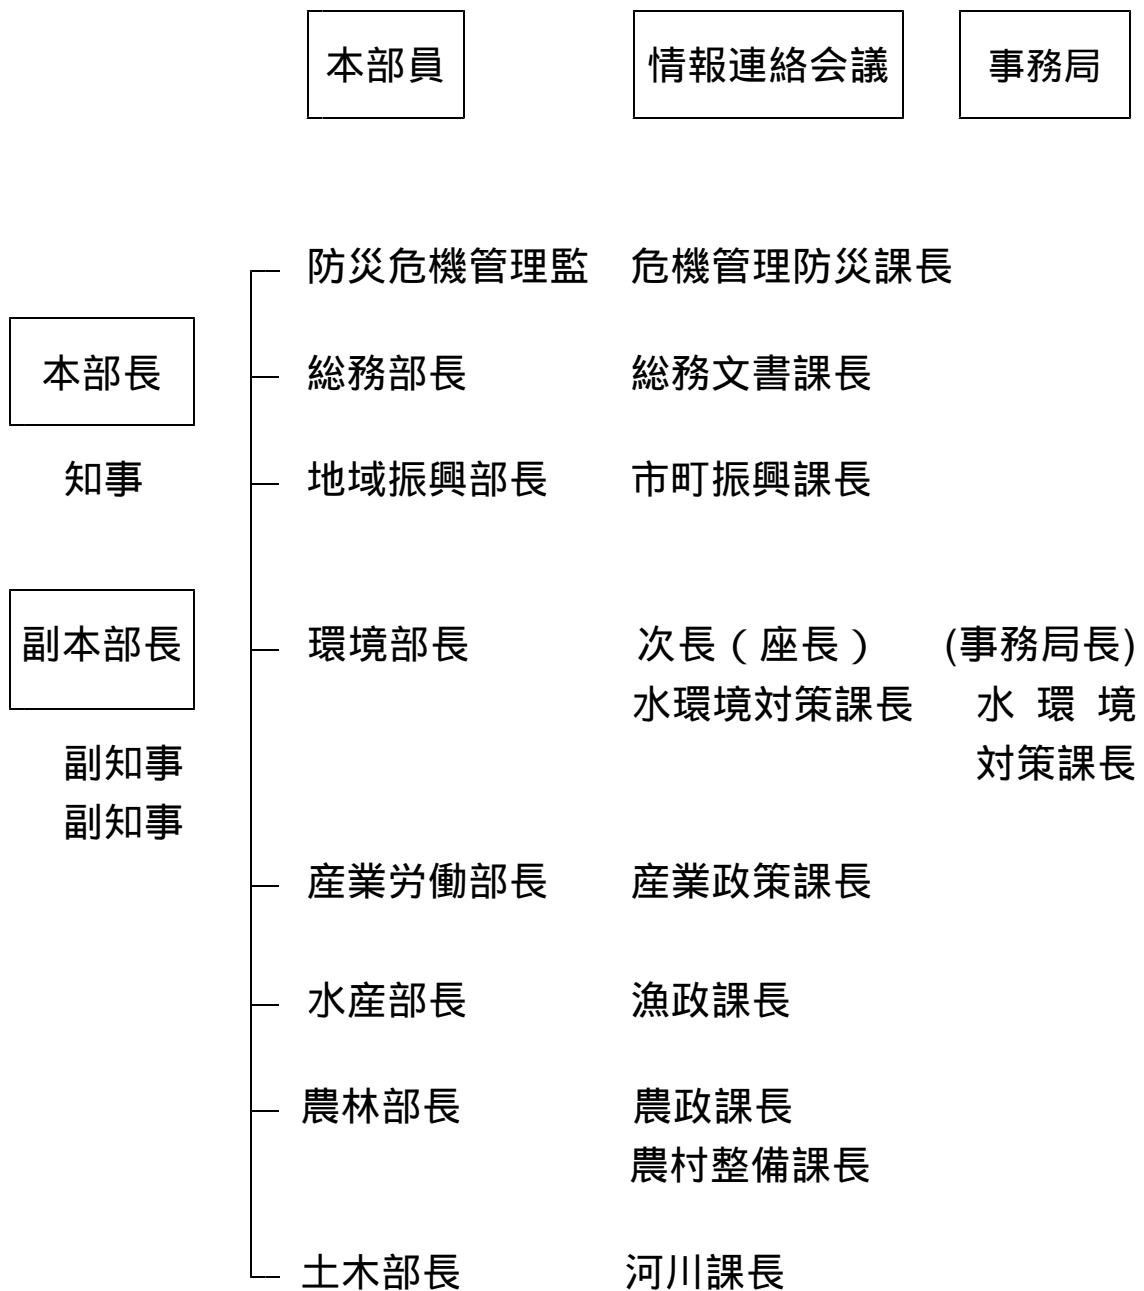 本部員 情報連絡会議 事務局
防災危機管理監 危機管理防災課長
本部長 総務部長 総務文書課長
知事 地域振興部長 市町振興課長
副本部長 環境部長 次長(座長) (事務局長)
水環境対策課長 水環境
副知事 対策課長
副知事
産業労働部長 産業政策課長
水産部長 漁政課長
農林部長 農政課長
農村整備課長
土木部長 河川課長